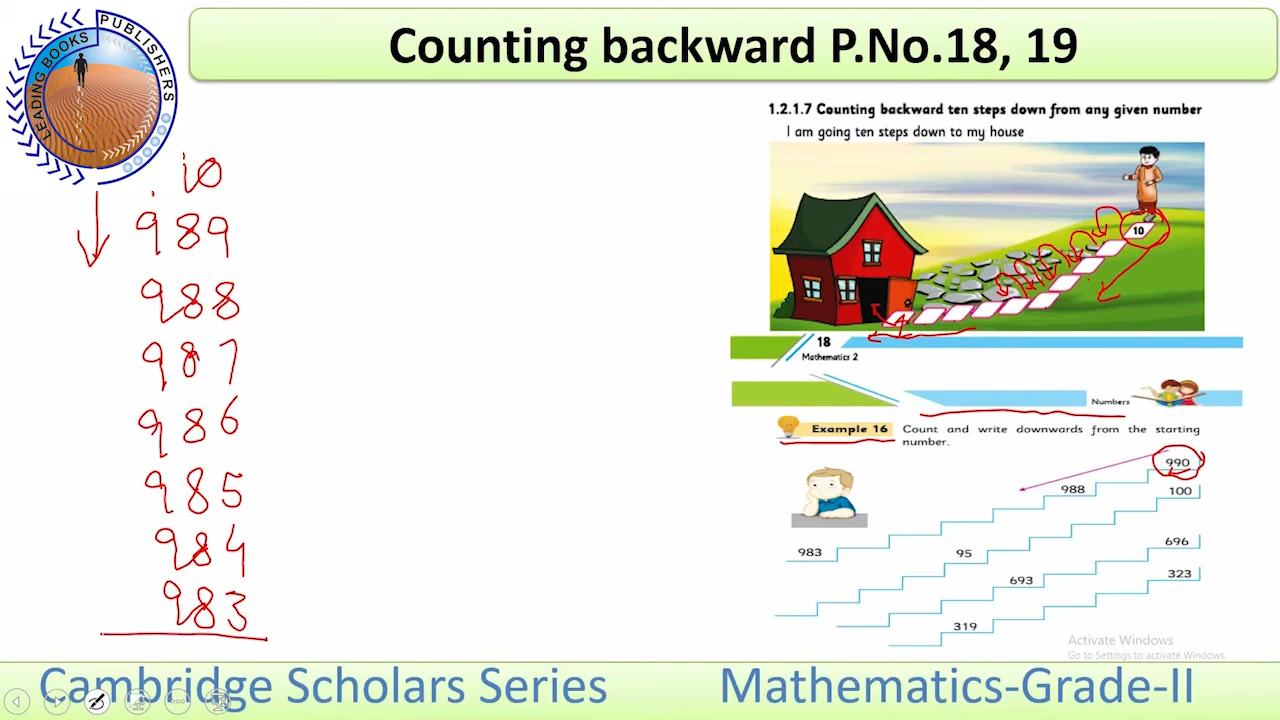 LEADING BOOKS PUBLISHERS
Counting backward P.No.18, 19
10
989
988
987
986
985
984
983
1.2.1.7 Counting backward ten steps down from any given number
I am going ten steps down to my house
10
18
Mathematics 2
Numbers
Example 16 Count and write downwards from the starting
number.
990
988
100
983
95
696
693
323
319
Activate Windows
Go to Settings to activate Windows.
Cambridge Scholars Series
Mathematics-Grade-II